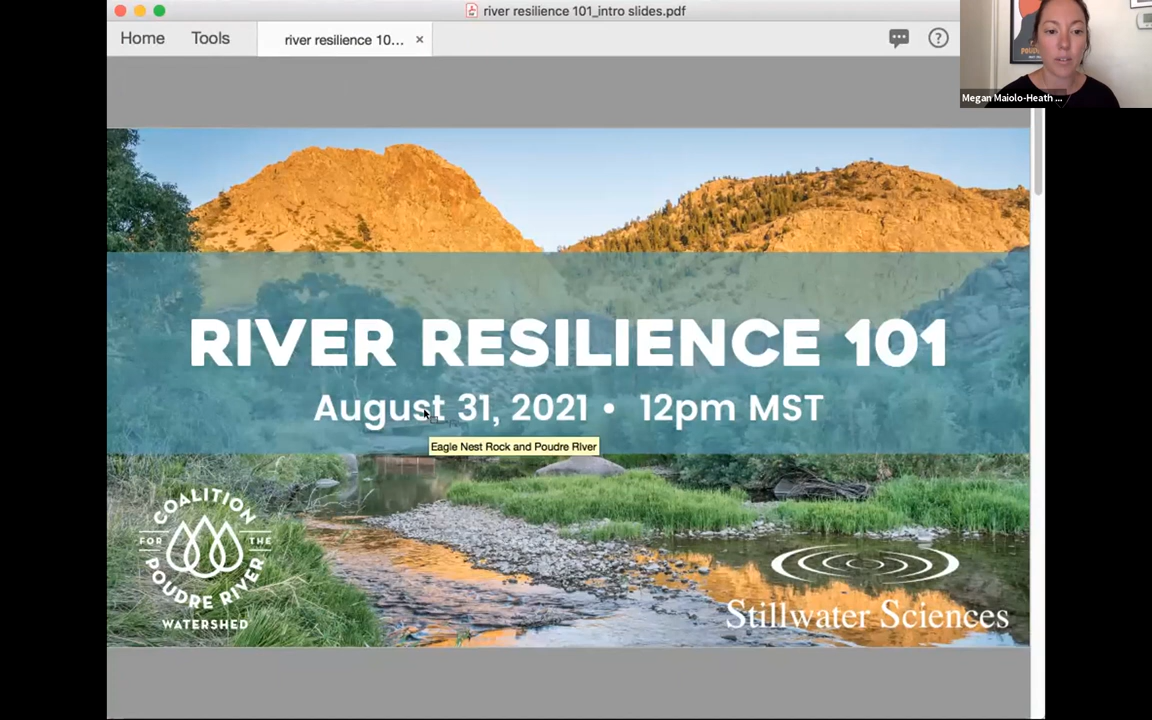 river resilience 101_intro slides.pdf
Home
Tools
river resilience 10...
×
?
Megan Maiolo-Heath ...
RIVER RESILIENCE 101
August 31, 2021 • 12pm MST
Eagle Nest Rock and Poudre River
COALITION
FOR THE
POUDRE RIVER
WATERSHED
Stillwater Sciences